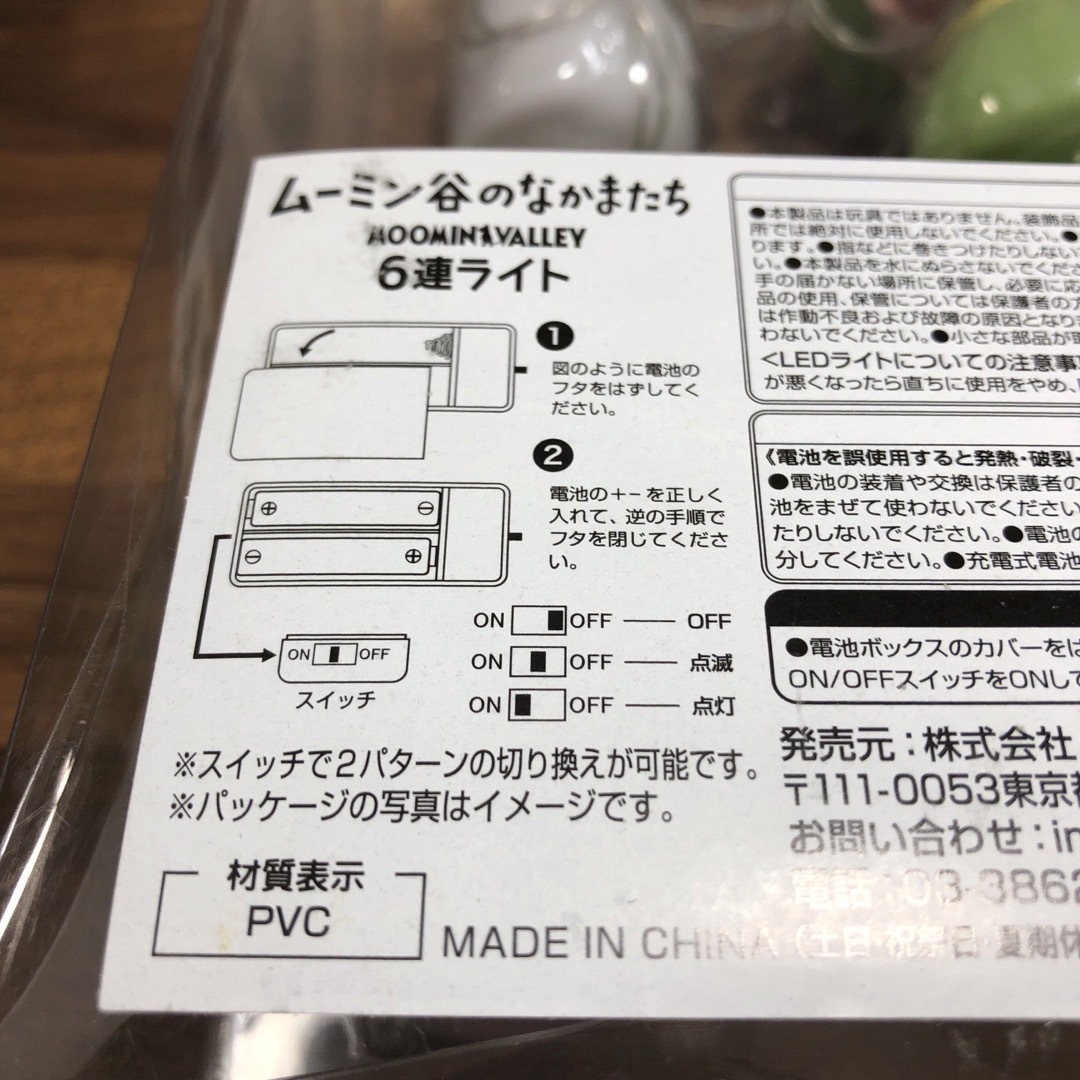 ムーミン谷のなかまたち
MOOMINVALLEY
6連ライト
1
図のように電池の
フタをはずしてく
ださい。
2
電池の+−を正しく
入れて、逆の手順で
フタを閉じてくださ
い。
⊕ ⊖
⊖ ⊕
ON OFF
スイッチ
ON OFF — OFF
ON OFF — 点滅
ON OFF — 点灯
※スイッチで2パターンの切り換えが可能です。
※パッケージの写真はイメージです。
材質表示
PVC
MADE IN CHINA
●本製品は玩具ではありません。装飾品
所では絶対に使用しないでください。●
ります。●指などに巻きつけたりしない
い。●本製品を水にぬらさないでくださ
手の届かない場所に保管し、必要に応
品の使用、保管については保護者の方
は作動不良および故障の原因となり
わないでください。●小さな部品が
<LEDライトについての注意事
が悪くなったら直ちに使用をやめ、
《電池を誤使用すると発熱・破裂・
●電池の装着や交換は保護者の
池をまぜて使わないでください
たりしないでください。●電池の
分してください。●充電式電池
●電池ボックスのカバーをは
ON/OFFスイッチをONして
発売元：株式会社
〒111-0053東京都
お問い合わせ：in
電話：03-3862
(土日・祝祭日・夏期休